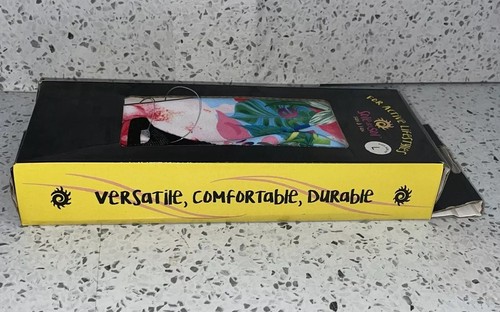 FOR ACTIVE LIFESTYLES
L
VERSATILE, COMFORTABLE, DURABLE